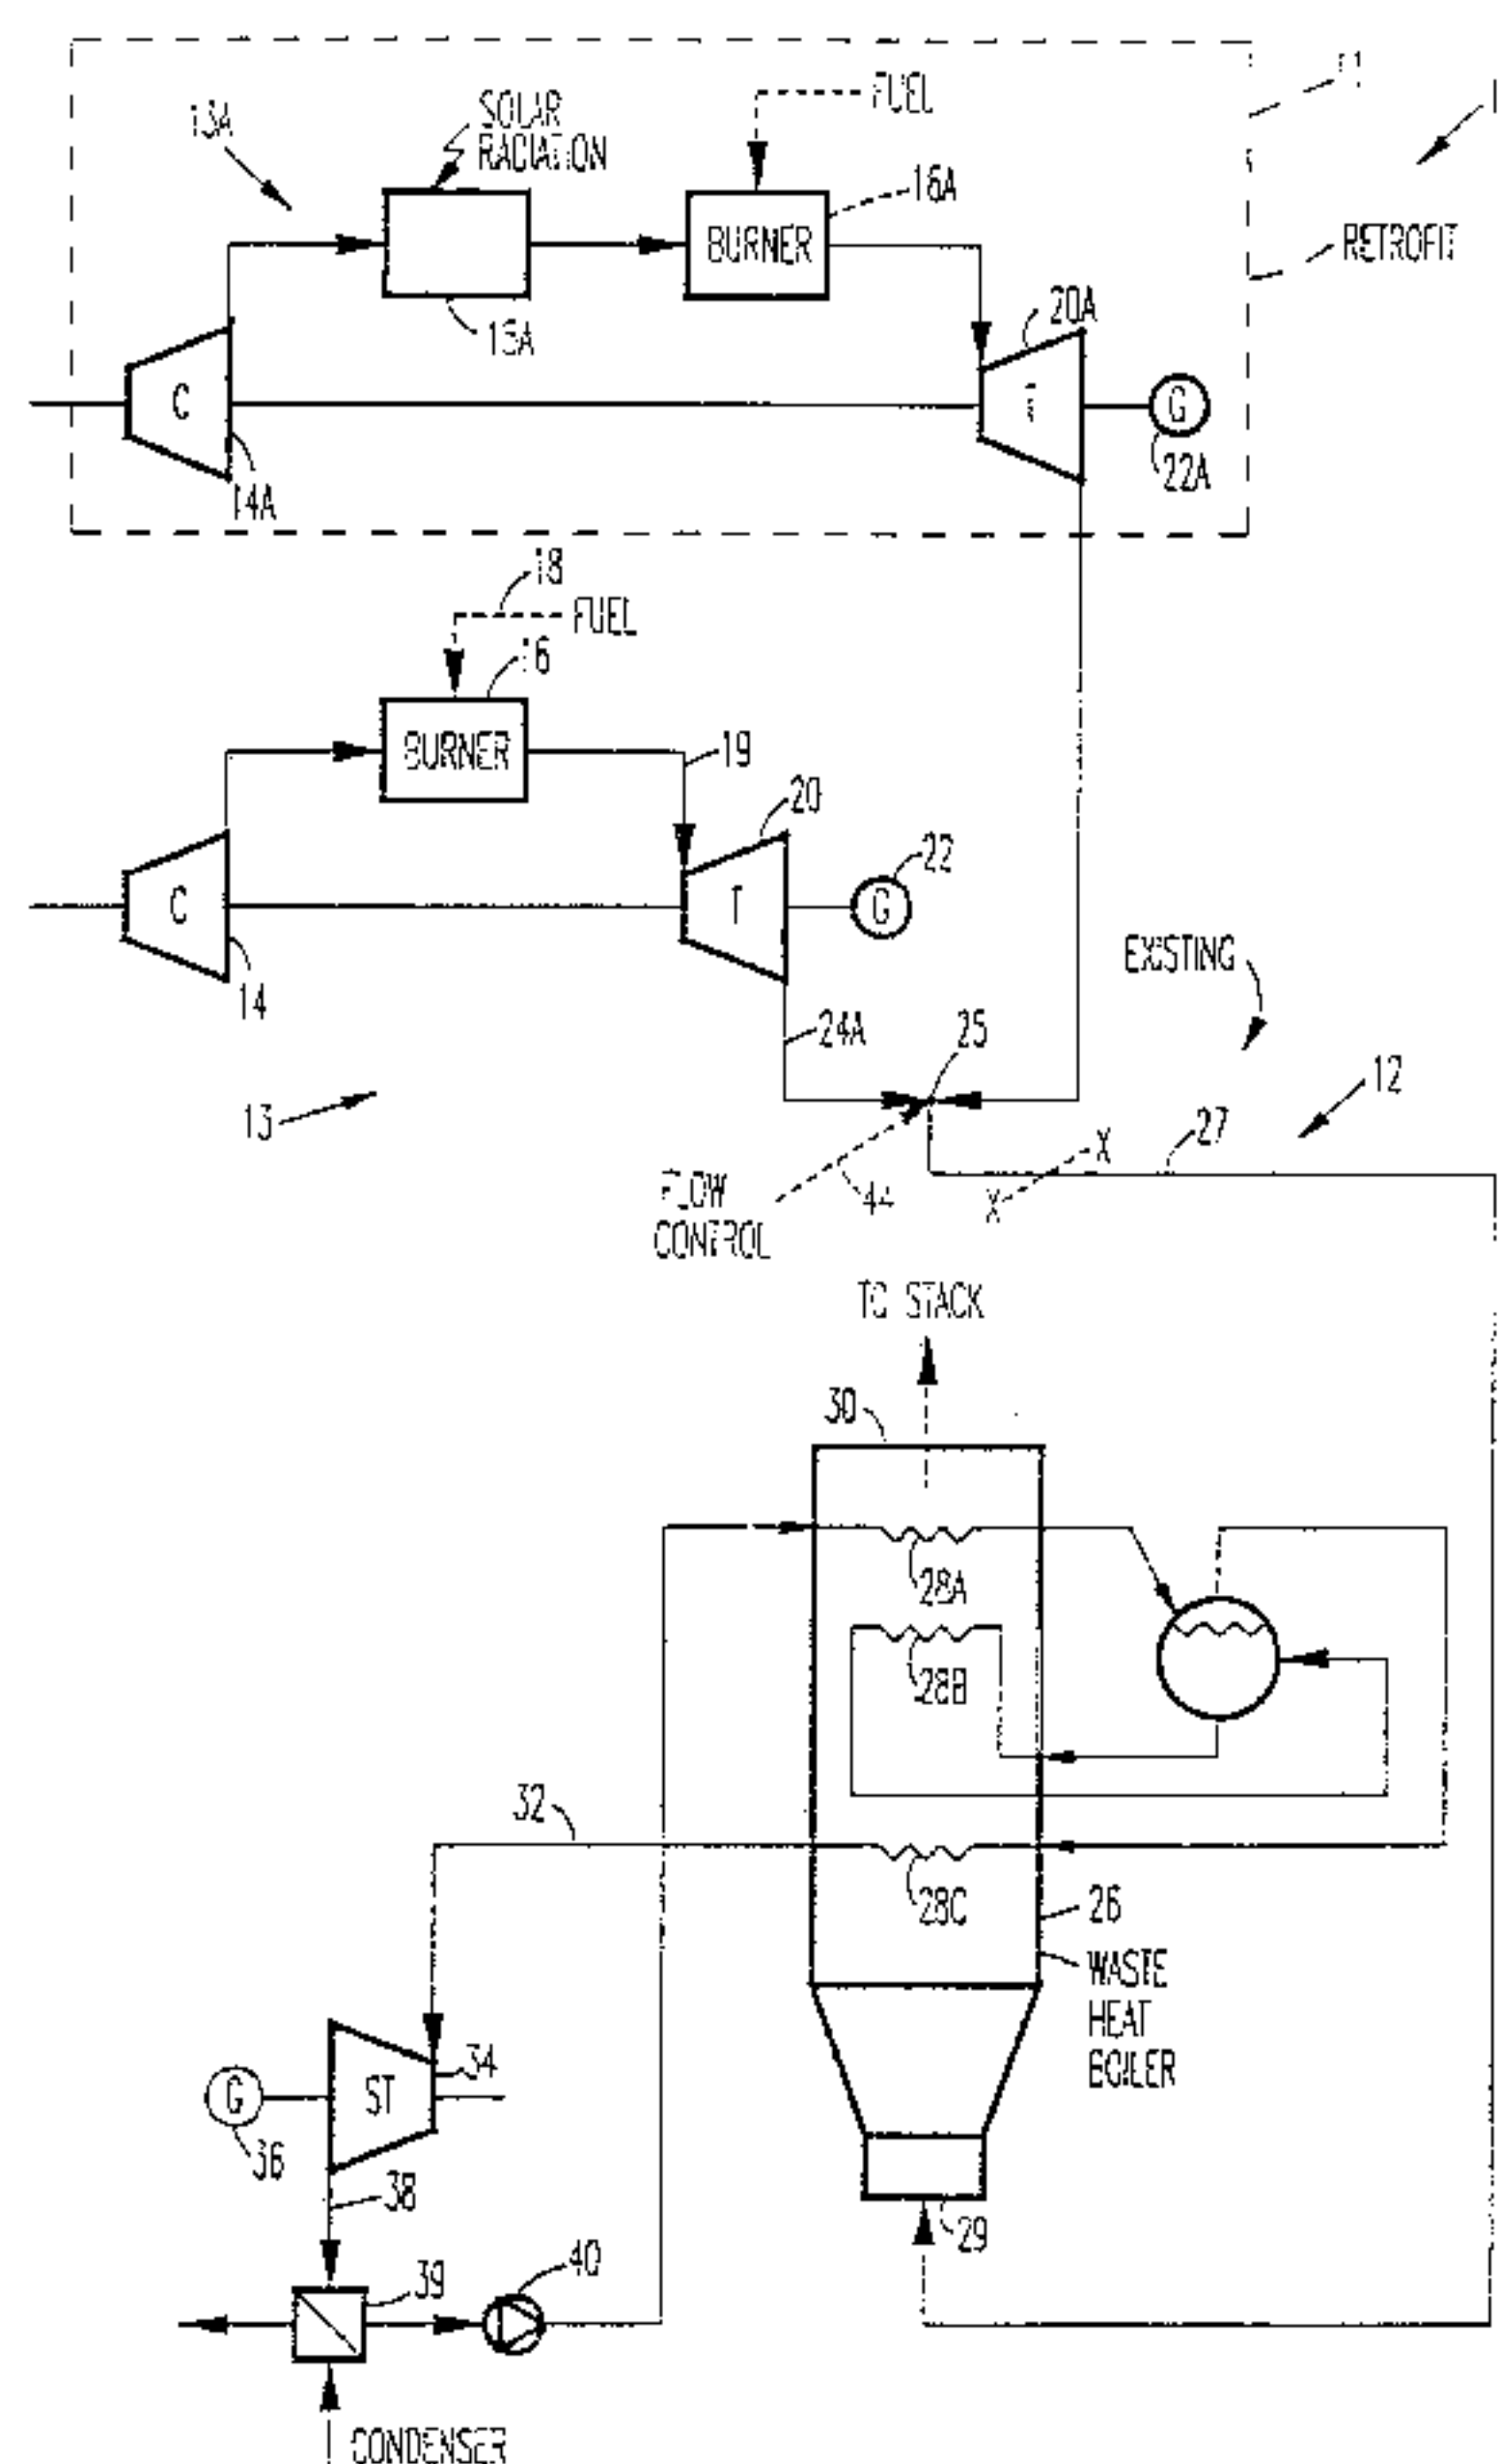 SOLAR
RADIATION
FUEL
16A
BURNER
RETROFIT
20A
C
G
14A
22A
18
FUEL
16
BURNER
19
20
22
C
T
G
14
EXISTING
24A
25
12
13
27
X
X
44
FLOW
CONTROL
TO STACK
30
28A
28B
32
28C
26
WASTE
HEAT
BOILER
34
G
ST
36
38
29
39
40
CONDENSER